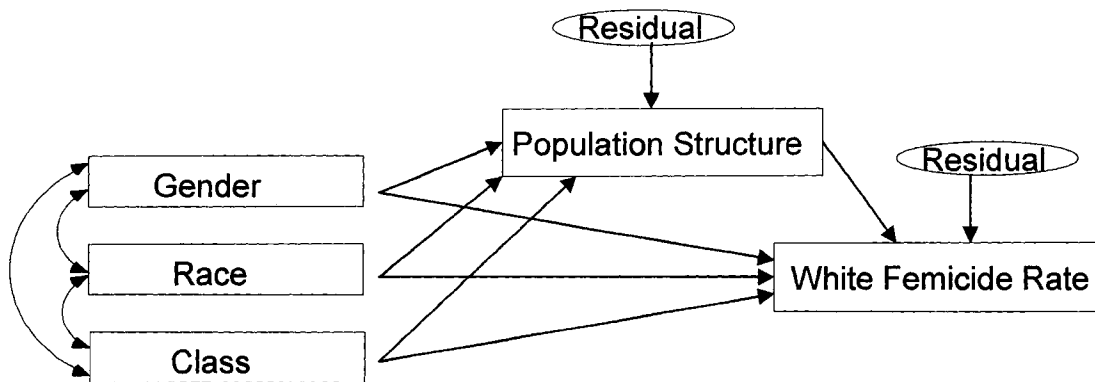 Residual
Population Structure
Residual
Gender
Race
White Femicide Rate
Class